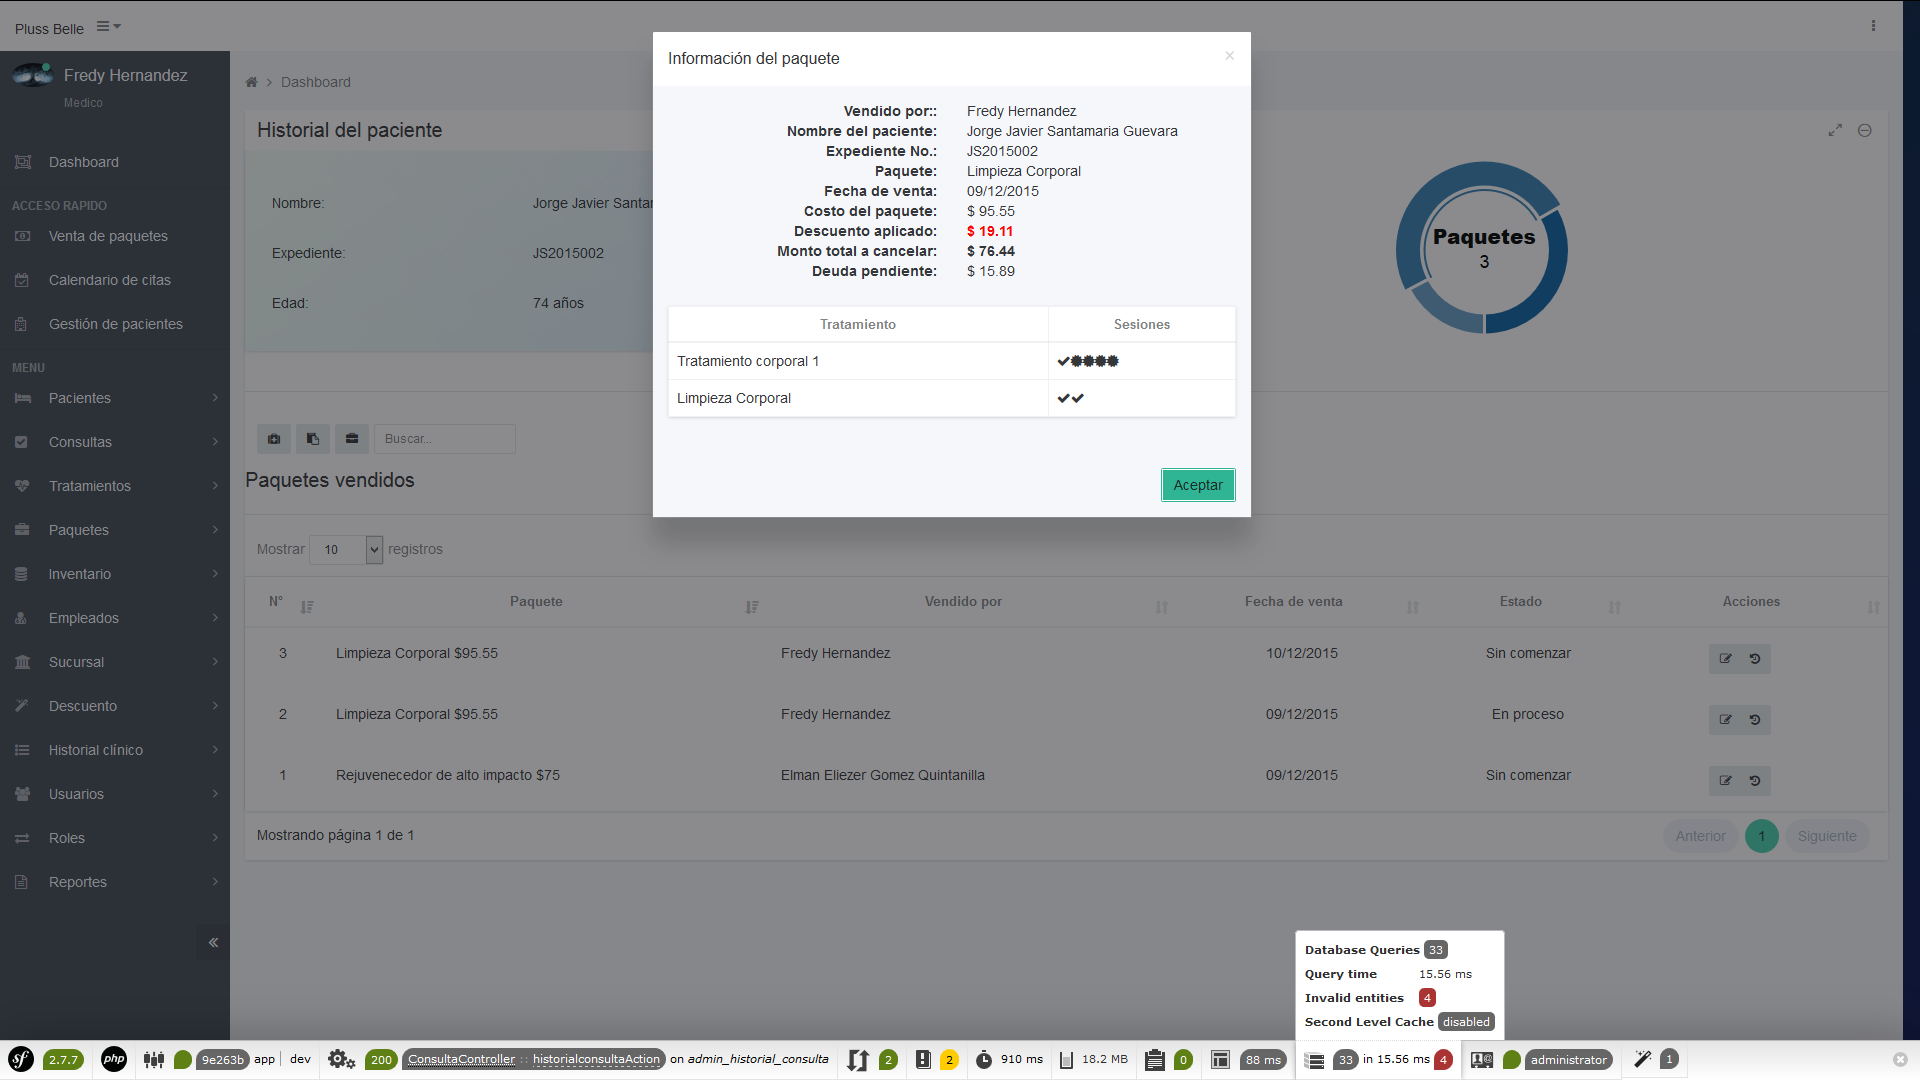 Pluss Belle
Fredy Hernandez
Medico
Dashboard
ACCESO RAPIDO
Venta de paquetes
Calendario de citas
Gestión de pacientes
MENU
Pacientes
Consultas
Tratamientos
Paquetes
Inventario
Empleados
Sucursal
Descuento
Historial clínico
Usuarios
Roles
Reportes
Dashboard
Historial del paciente
Nombre: Jorge Javier Santar
Expediente: JS2015002
Edad: 74 años
Paquetes
3
Información del paquete
×
Vendido por:: Fredy Hernandez
Nombre del paciente: Jorge Javier Santamaria Guevara
Expediente No.: JS2015002
Paquete: Limpieza Corporal
Fecha de venta: 09/12/2015
Costo del paquete: $ 95.55
Descuento aplicado: $ 19.11
Monto total a cancelar: $ 76.44
Deuda pendiente: $ 15.89
Tratamiento Sesiones
Tratamiento corporal 1
Limpieza Corporal
Aceptar
Buscar...
Paquetes vendidos
Mostrar 10 registros
N° Paquete Vendido por Fecha de venta Estado Acciones
3 Limpieza Corporal $95.55 Fredy Hernandez 10/12/2015 Sin comenzar
2 Limpieza Corporal $95.55 Fredy Hernandez 09/12/2015 En proceso
1 Rejuvenecedor de alto impacto $75 Elman Eliezer Gomez Quintanilla 09/12/2015 Sin comenzar
Mostrando página 1 de 1
Anterior 1 Siguiente
Database Queries 33
Query time 15.56 ms
Invalid entities 4
Second Level Cache disabled
sf 2.7.7 php 9e263b app dev 200 ConsultaController :: historialconsultaAction on admin_historial_consulta 2 2 910 ms 18.2 MB 0 88 ms 33 in 15.56 ms 4 administrator 1